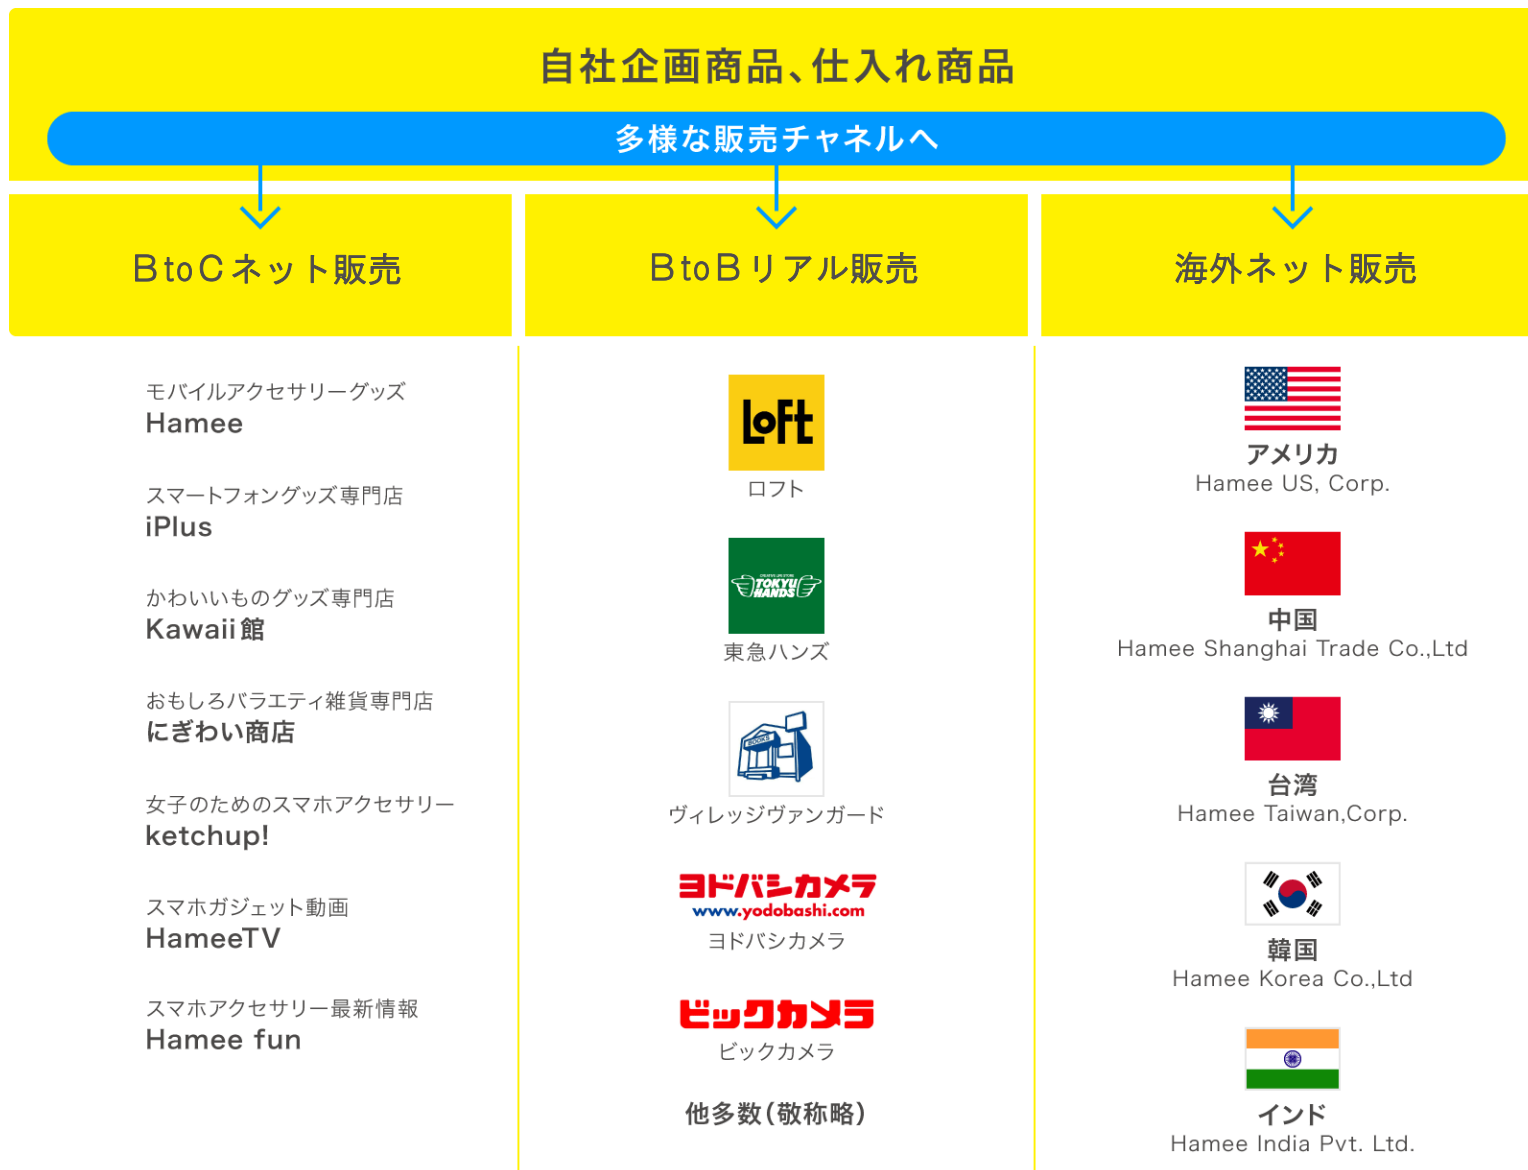 自社企画商品、仕入れ商品
多様な販売チャネルへ
BtoCネット販売
モバイルアクセサリーグッズ
Hamee
スマートフォングッズ専門店
iPlus
かわいいものグッズ専門店
Kawaii館
おもしろバラエティ雑貨専門店
にぎわい商店
女子のためのスマホアクセサリー
ketchup!
スマホガジェット動画
HameeTV
スマホアクセサリー最新情報
Hamee fun
BtoBリアル販売
LoFt
ロフト
CREATIVE LIFE STORE
TOKYU
HANDS
東急ハンズ
BOOKS
ヴィレッジヴァンガード
ヨドバシカメラ
www.yodobashi.com
ヨドバシカメラ
ビックカメラ
ビックカメラ
他多数(敬称略)
海外ネット販売
アメリカ
Hamee US, Corp.
中国
Hamee Shanghai Trade Co.,Ltd
台湾
Hamee Taiwan,Corp.
韓国
Hamee Korea Co.,Ltd
インド
Hamee India Pvt. Ltd.